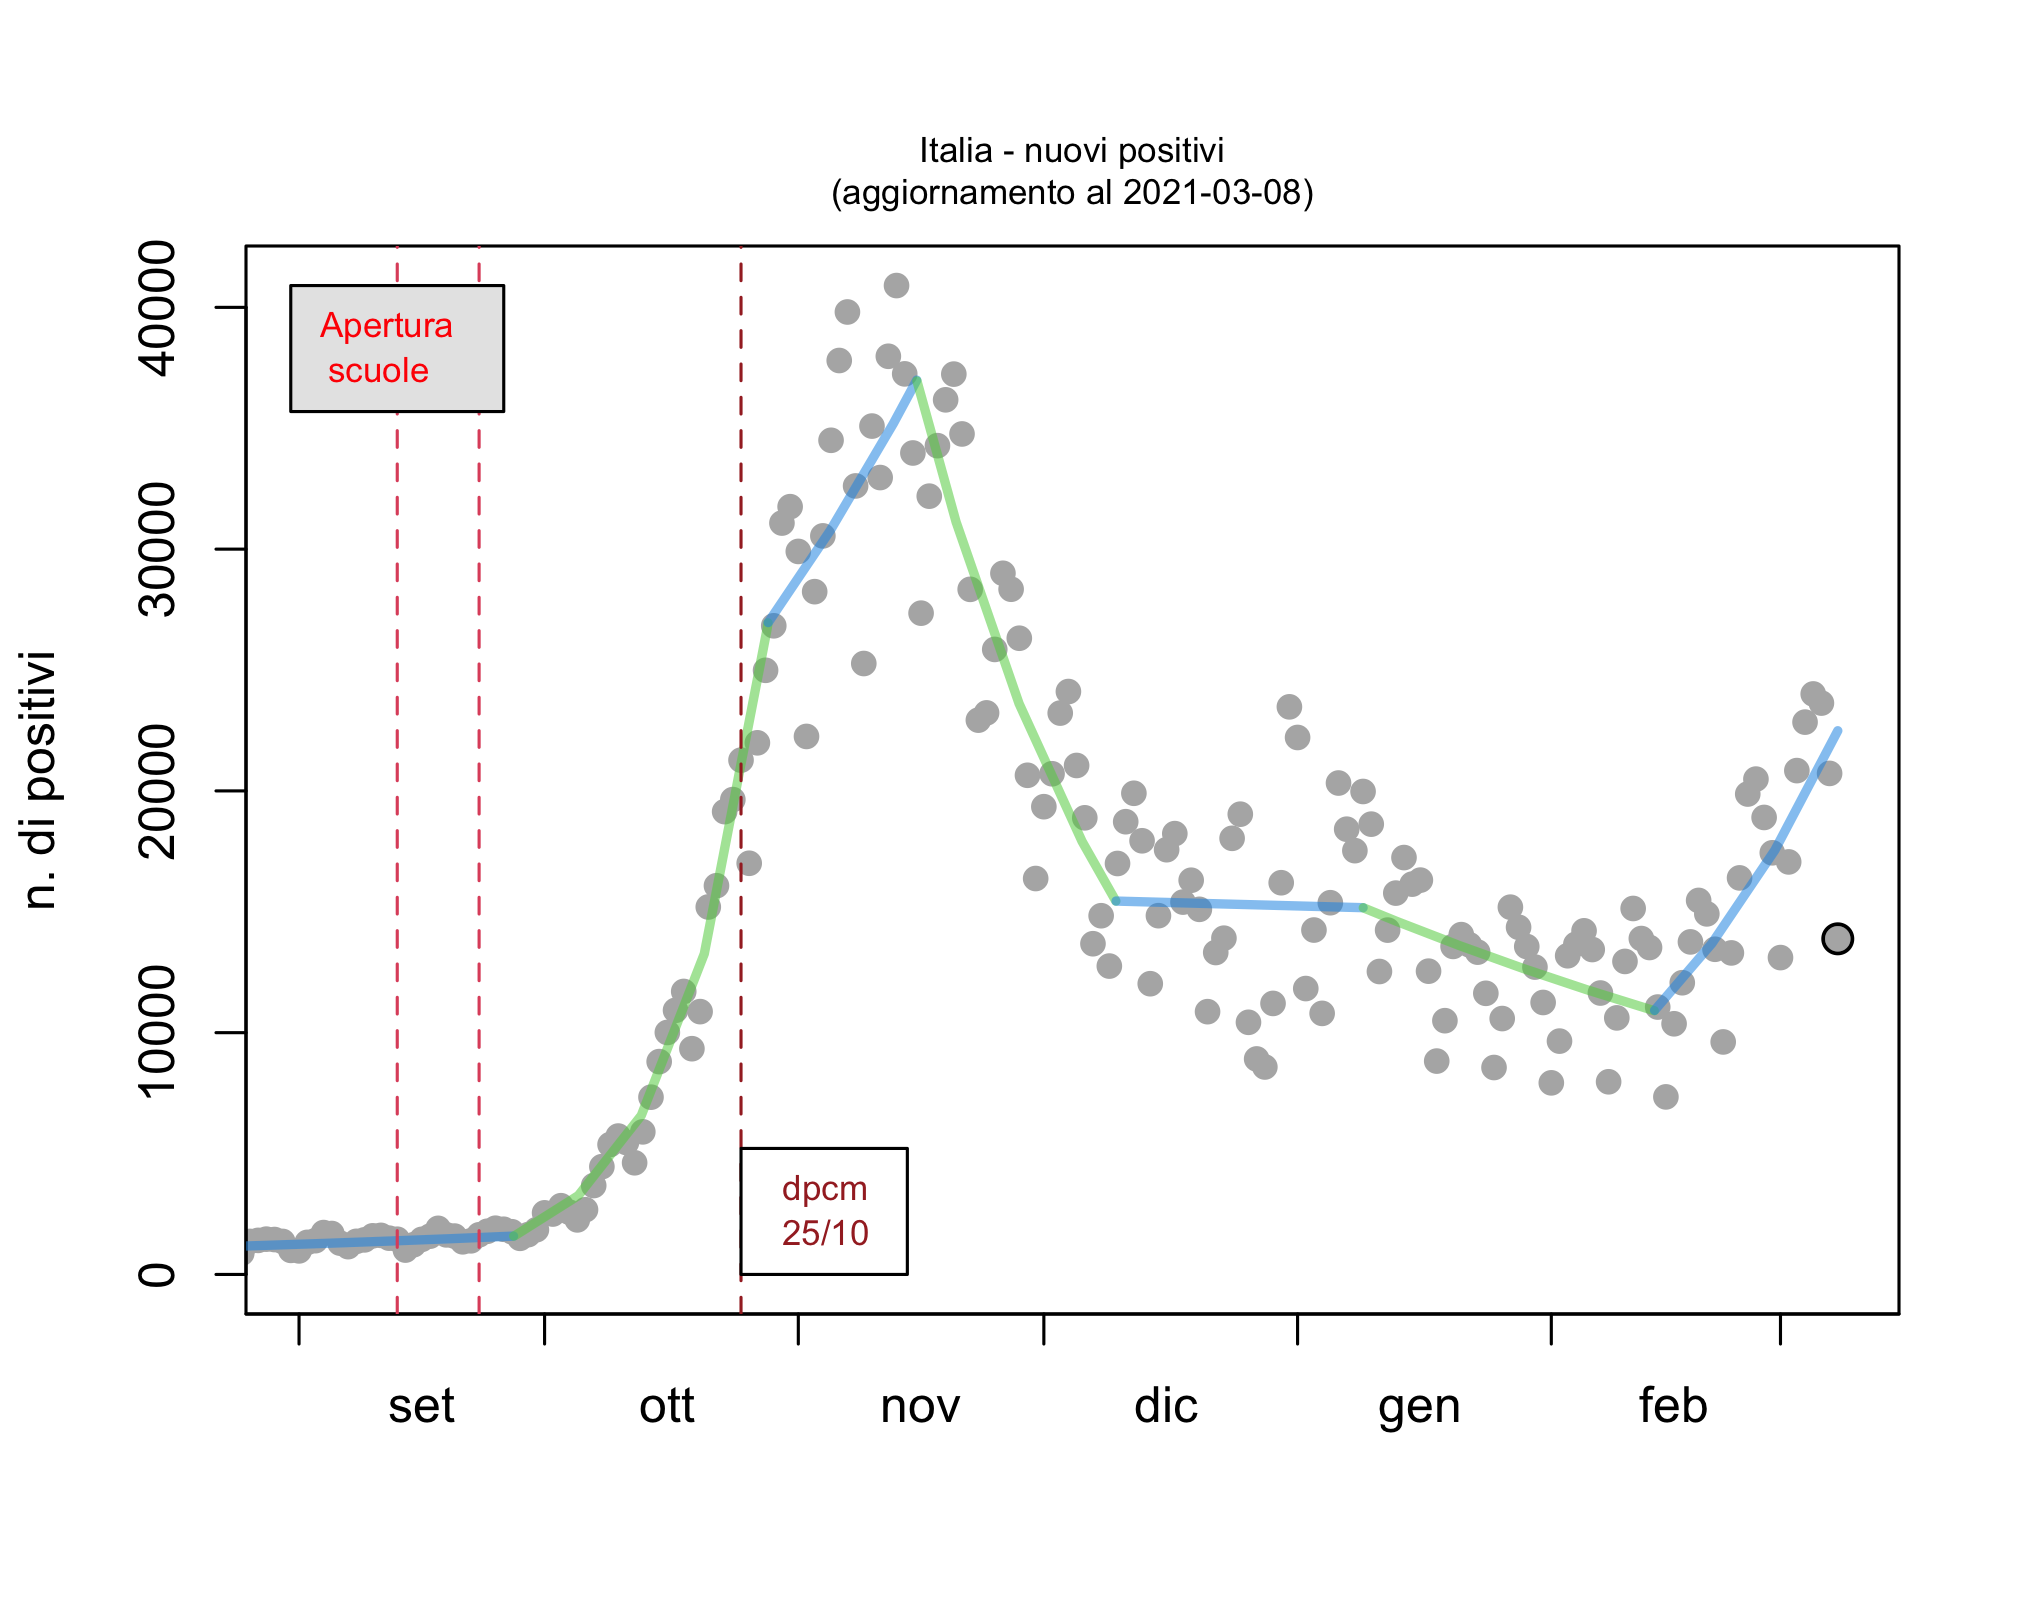 Italia - nuovi positivi
(aggiornamento al 2021-03-08)
n. di positivi
40000
30000
20000
10000
0
Apertura
scuole
dpcm
25/10
set ott nov dic gen feb